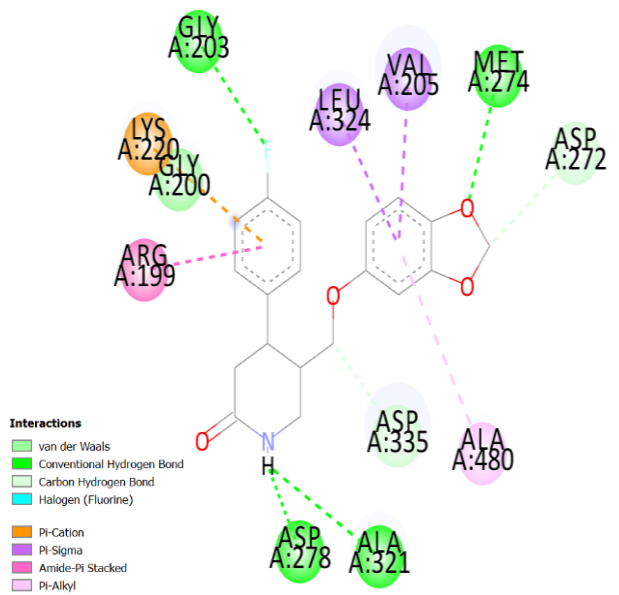 GLY
A:203
LYS
A:220
GLY
A:200
ARG
A:199
LEU
A:324
VAL
A:205
MET
A:274
ASP
A:272
F
O
O
O
O
N
H
ASP
A:335
ALA
A:480
ASP
A:278
ALA
A:321
Interactions
van der Waals
Conventional Hydrogen Bond
Carbon Hydrogen Bond
Halogen (Fluorine)
Pi-Cation
Pi-Sigma
Amide-Pi Stacked
Pi-Alkyl